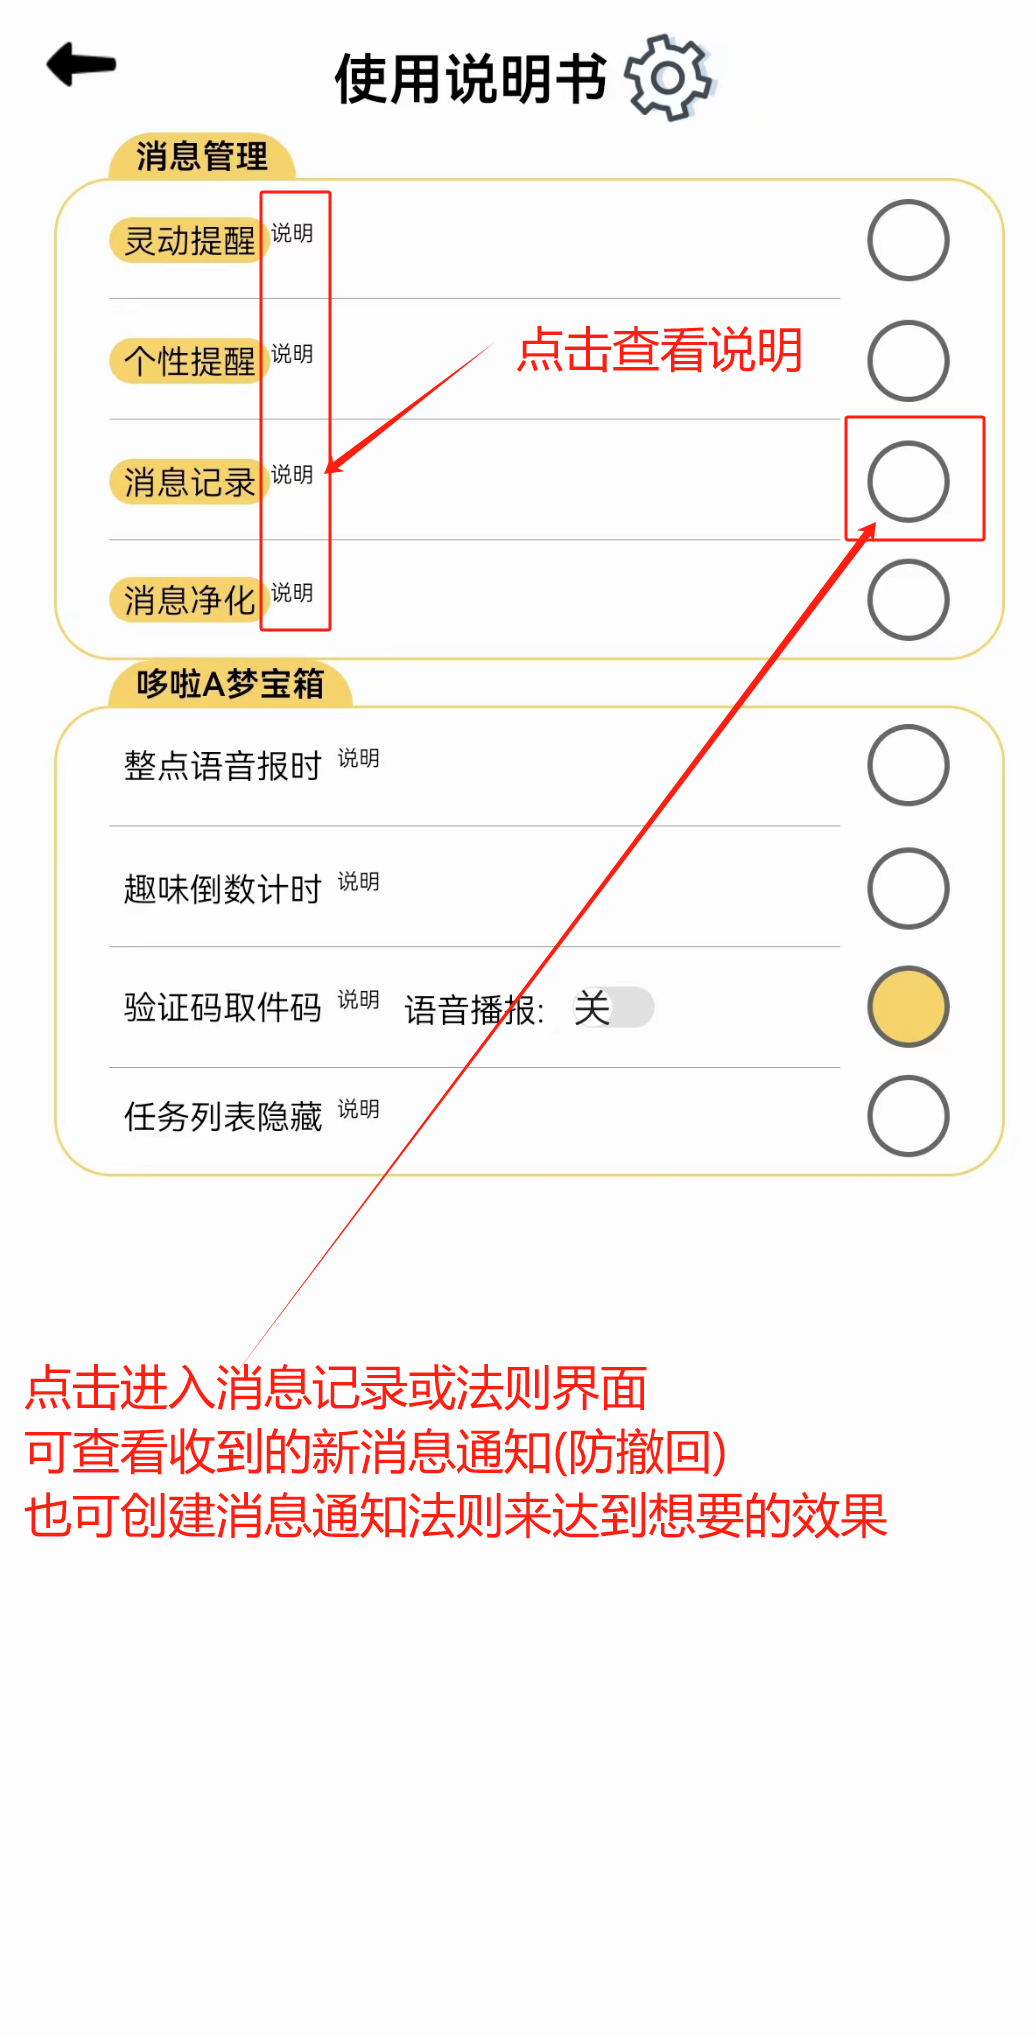 使用说明书
消息管理
灵动提醒 说明
个性提醒 说明
点击查看说明
消息记录 说明
消息净化 说明
哆啦A梦宝箱
整点语音报时 说明
趣味倒数计时 说明
验证码取件码 说明 语音播报: 关
任务列表隐藏 说明
点击进入消息记录或法则界面
可查看收到的新消息通知(防撤回)
也可创建消息通知法则来达到想要的效果